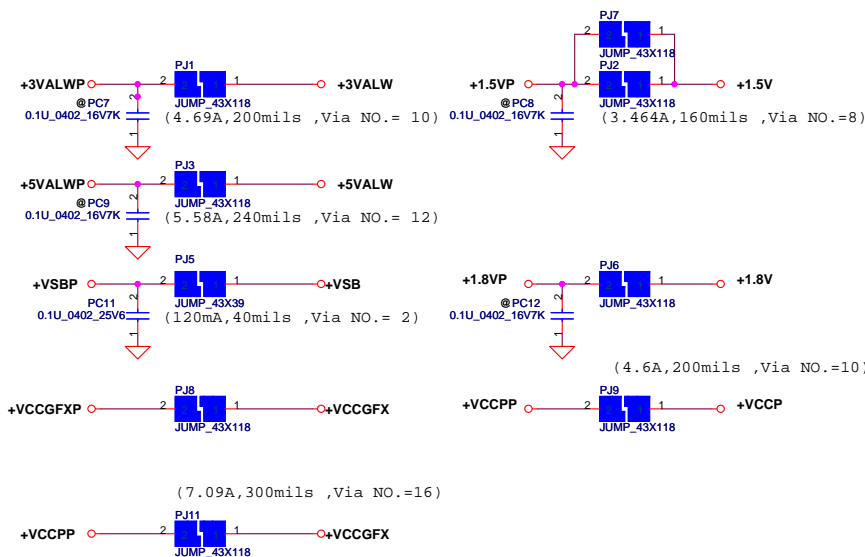 PJ7
2 1
PJ1
PJ2
+3VALWP 2 2 1 1 +3VALW
+1.5VP 2 2 1 1 +1.5V
@PC7 2 JUMP_43X118
@PC8 2 JUMP_43X118
0.1U_0402_16V7K 1 (4.69A,200mils ,Via NO.= 10)
0.1U_0402_16V7K 1 (3.464A,160mils ,Via NO.=8)
PJ3
+5VALWP 2 2 1 1 +5VALW
@PC9 2 JUMP_43X118
0.1U_0402_16V7K 1 (5.58A,240mils ,Via NO.= 12)
PJ5
PJ6
+VSBP 2 2 1 1 +VSB
+1.8VP 2 2 1 1 +1.8V
PC11 2 JUMP_43X39
@PC12 2 JUMP_43X118
0.1U_0402_25V6 1 (120mA,40mils ,Via NO.= 2)
0.1U_0402_16V7K 1
(4.6A,200mils ,Via NO.=10)
PJ8
PJ9
+VCCGFXP 2 2 1 1 +VCCGFX
+VCCPP 2 2 1 1 +VCCP
JUMP_43X118
JUMP_43X118
(7.09A,300mils ,Via NO.=16)
PJ11
+VCCPP 2 2 1 1 +VCCGFX
JUMP_43X118